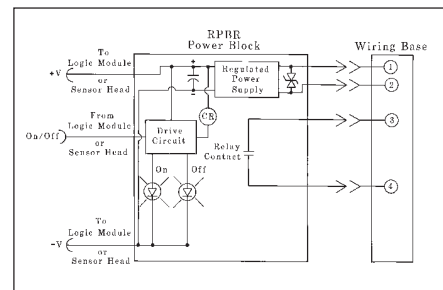 RPBR
Power Block
Wiring Base
To
Logic Module
+V
or
Sensor Head
+
Regulated
Power
Supply
1
2
CR
From
Logic Module
On/Off
or
Sensor Head
Drive
Circuit
Relay
Contact
3
On
Off
4
To
Logic Module
-V
or
Sensor Head